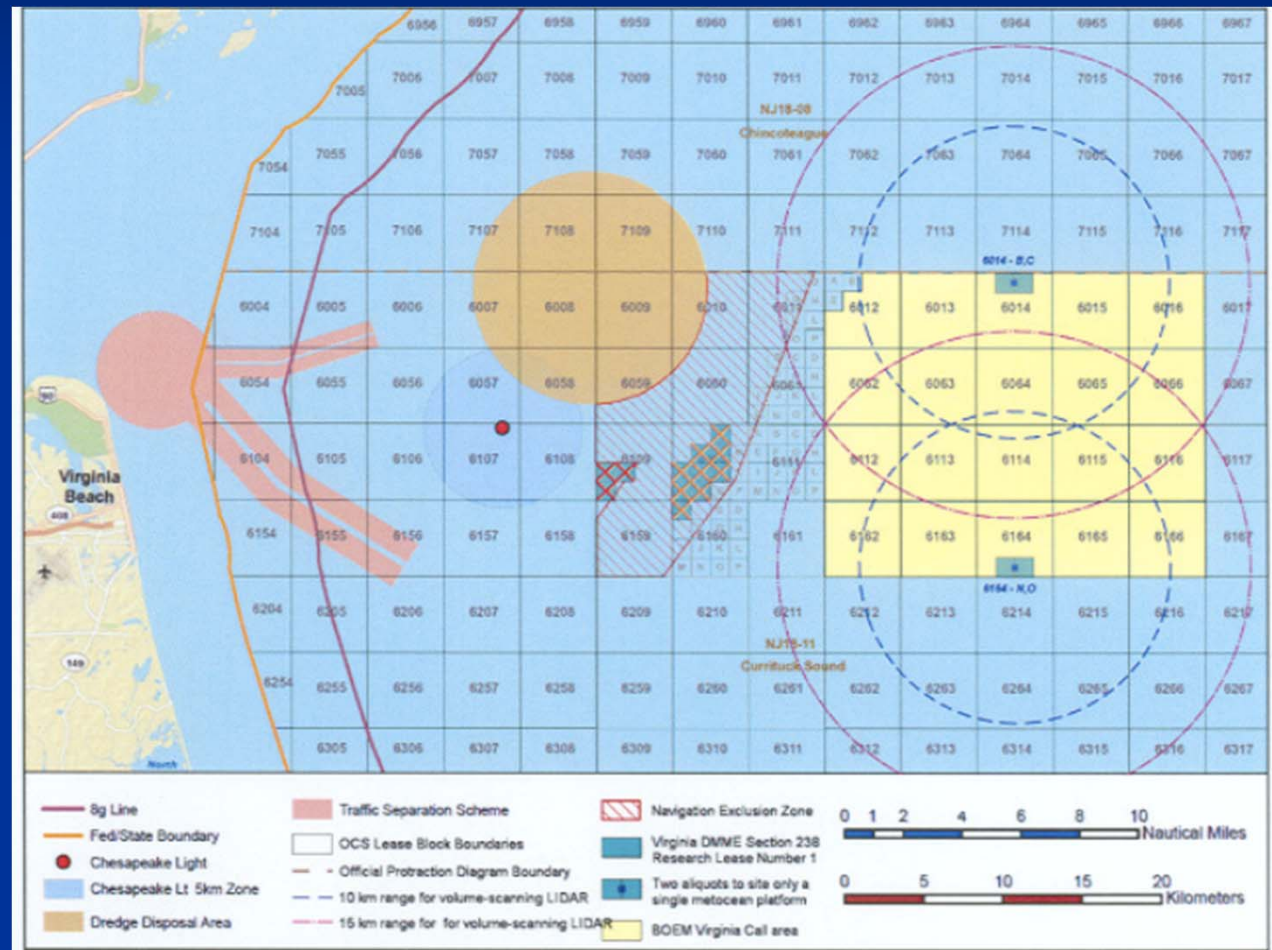 6956 6957 6958 6959 6960 6961 6962 6963 6964 6965 6966 6967
7005 7006 7007 7008 7009 7010 7011 7012 7013 7014 7015 7016 7017
NJ18-08
Chincoteague
7054 7055 7056 7057 7058 7059 7060 7061 7062 7063 7064 7065 7066 7067
7104 7105 7106 7107 7108 7109 7110 7111 7112 7113 7114 7115 7116 7117
6014 - B,C
6004 6005 6006 6007 6008 6009 6010 6011 6012 6013 6014 6015 6016 6017
6054 6055 6056 6057 6058 6059 6060 6061 6062 6063 6064 6065 6066 6067
Virginia
Beach
6104 6105 6106 6107 6108 6109 6111 6112 6113 6114 6115 6116 6117
408
6154 6155 6156 6157 6158 6159 6160 6161 6162 6163 6164 6165 6166 6167
6164 - N,O
6204 6205 6206 6207 6208 6209 6210 6211 6212 6213 6214 6215 6216 6217
NJ18-11
Currituck Sound
149
6254 6255 6256 6257 6258 6259 6260 6261 6262 6263 6264 6265 6266 6267
North
6305 6306 6307 6308 6309 6310 6311 6312 6313 6314 6315 6316 6317
8g Line
Fed/State Boundary
Chesapeake Light
Chesapeake Lt 5km Zone
Dredge Disposal Area
Traffic Separation Scheme
OCS Lease Block Boundaries
Official Protraction Diagram Boundary
10 km range for volume-scanning LIDAR
15 km range for for volume-scanning LIDAR
Navigation Exclusion Zone
Virginia DMME Section 238
Research Lease Number 1
Two aliquots to site only a
single metocean platform
BOEM Virginia Call area
0 1 2 4 6 8 10
Nautical Miles
0 5 10 15 20
Kilometers